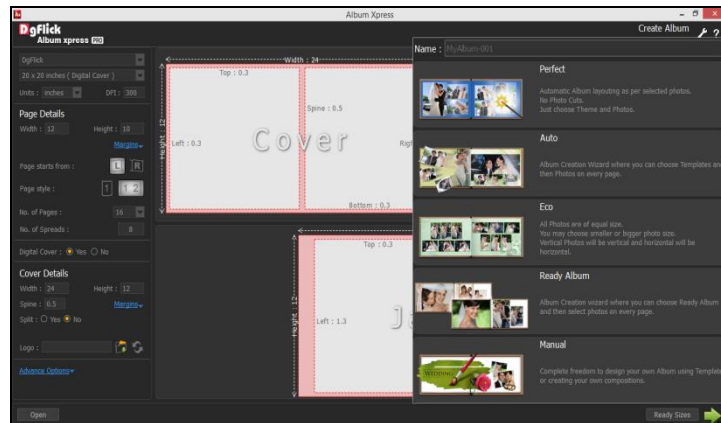 Album Xpress
DgFlick
Album xpress PRO
Create Album
?
DgFlick
20 x 20 inches ( Digital Cover )
Units : inches
DPI : 300
Page Details
Width : 12
Height : 10
Margins
Page starts from :
L
R
Page style :
1
1 2
No. of Pages :
16
No. of Spreads :
8
Digital Cover : Yes No
Cover Details
Width : 24
Height : 12
Spine : 0.5
Margins
Split : Yes No
Logo :
Advance Options
Open
Width : 24
Top : 0.3
Spine : 0.5
Height : 12
Left : 0.3
Cover
Righ
Bottom : 0.3
Top : 0.3
Height : 12
Left : 1.3
Ja
Name : MyAlbum-001
Perfect
Automatic Album layouting as per selected photos.
No Photo Cuts.
Just choose Theme and Photos.
Auto
Album Creation Wizard where you can choose Templates and
then Photos on every page.
Eco
All Photos are of equal size.
You may choose smaller or bigger photo size.
Vertical Photos will be vertical and horizontal will be
horizontal.
Ready Album
Album Creation wizard where you can choose Ready Album
and then select photos on every page.
Manual
WEDDING
Complete freedom to design your own Album using Template
or creating your own compositions.
Ready Sizes